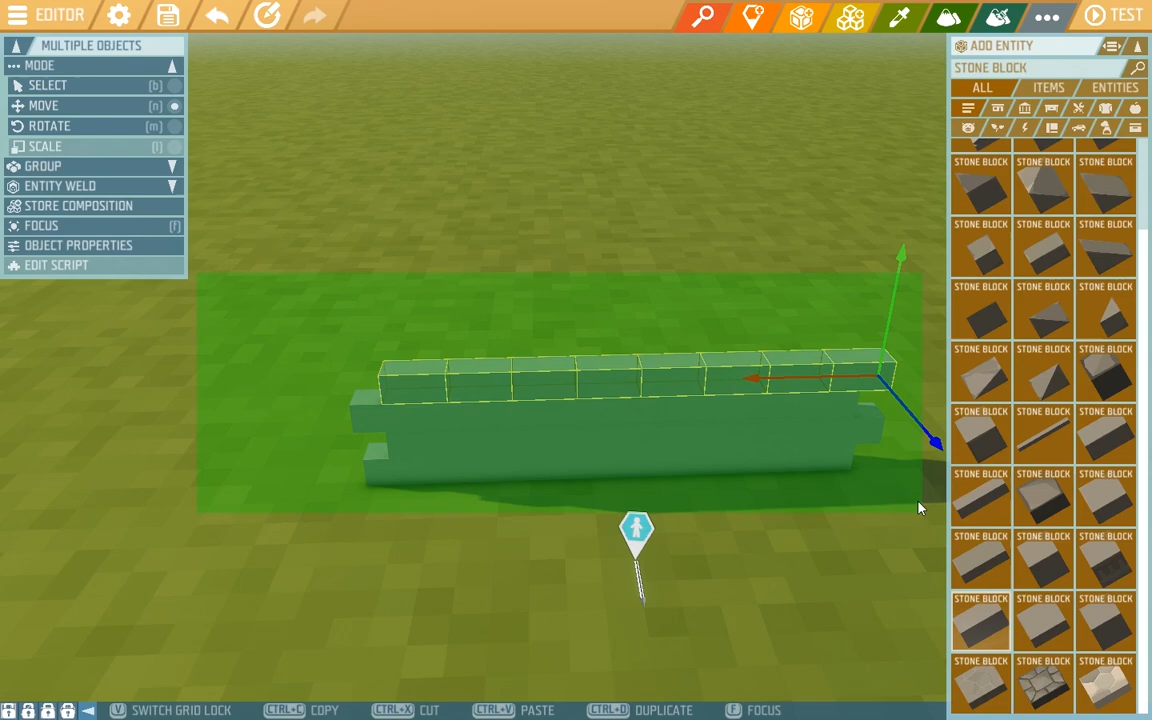 EDITOR
TEST
MULTIPLE OBJECTS
MODE
SELECT [b]
MOVE [n]
ROTATE [m]
SCALE [l]
GROUP
ENTITY WELD
STORE COMPOSITION
FOCUS [f]
OBJECT PROPERTIES
EDIT SCRIPT
ADD ENTITY
STONE BLOCK
ALL ITEMS ENTITIES
STONE BLOCK STONE BLOCK STONE BLOCK
STONE BLOCK STONE BLOCK STONE BLOCK
STONE BLOCK STONE BLOCK STONE BLOCK
STONE BLOCK STONE BLOCK STONE BLOCK
STONE BLOCK STONE BLOCK STONE BLOCK
STONE BLOCK STONE BLOCK STONE BLOCK
STONE BLOCK STONE BLOCK STONE BLOCK
STONE BLOCK STONE BLOCK STONE BLOCK
STONE BLOCK STONE BLOCK STONE BLOCK
V SWITCH GRID LOCK CTRL+C COPY CTRL+X CUT CTRL+V PASTE CTRL+D DUPLICATE F FOCUS